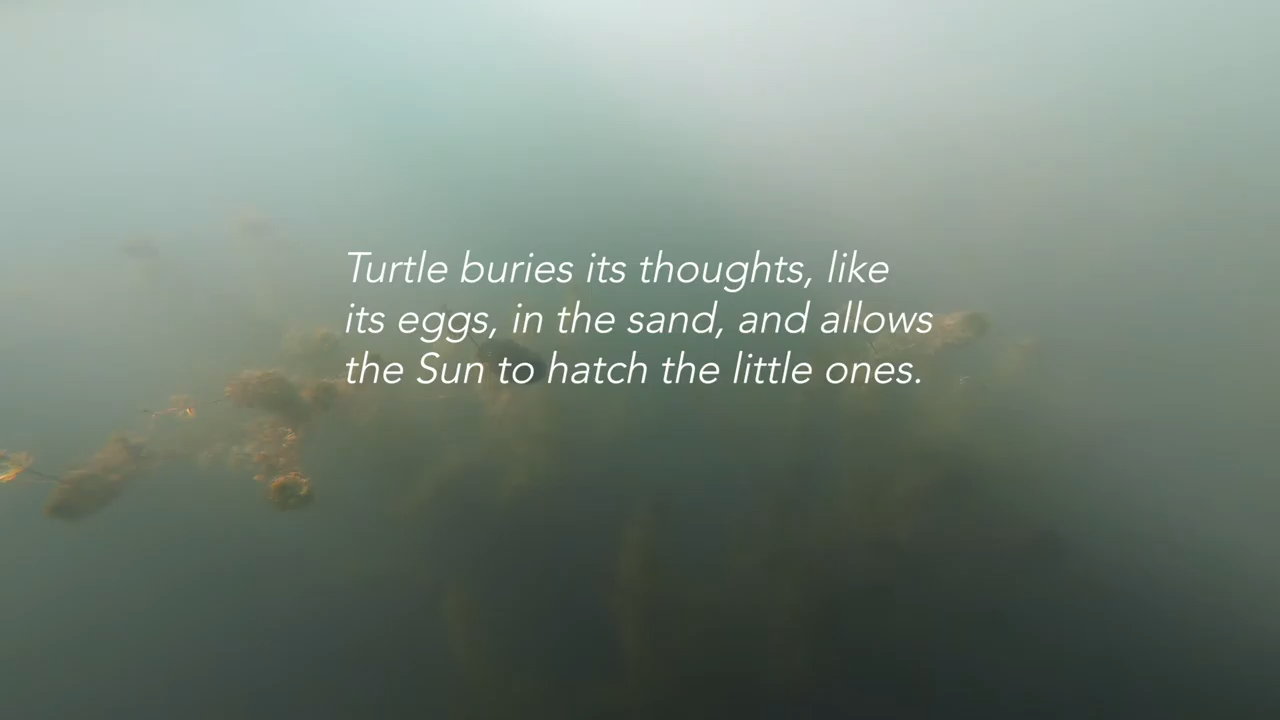 Turtle buries its thoughts, like
its eggs, in the sand, and allows
the Sun to hatch the little ones.